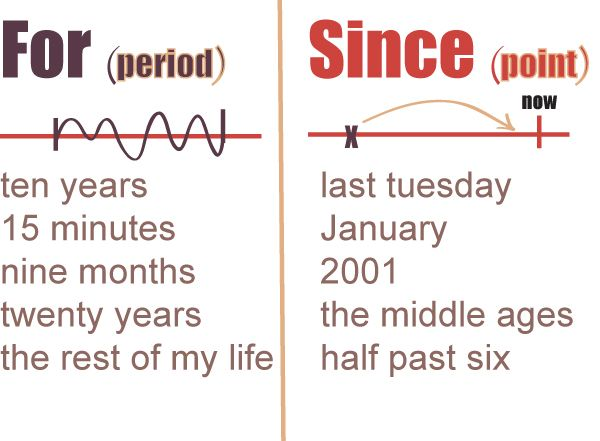 For (period)
ten years
15 minutes
nine months
twenty years
the rest of my life
Since (point)
now
x
last tuesday
January
2001
the middle ages
half past six